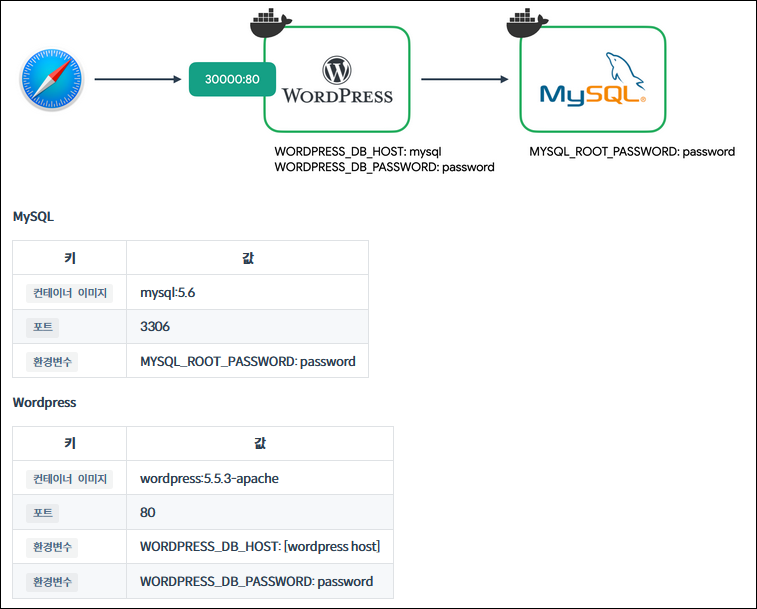 30000:80
WORDPRESS
MySQL®
WORDPRESS_DB_HOST: mysql
WORDPRESS_DB_PASSWORD: password
MYSQL_ROOT_PASSWORD: password
MySQL
키 값
컨테이너 이미지 mysql:5.6
포트 3306
환경변수 MYSQL_ROOT_PASSWORD: password
Wordpress
키 값
컨테이너 이미지 wordpress:5.5.3-apache
포트 80
환경변수 WORDPRESS_DB_HOST: [wordpress host]
환경변수 WORDPRESS_DB_PASSWORD: password